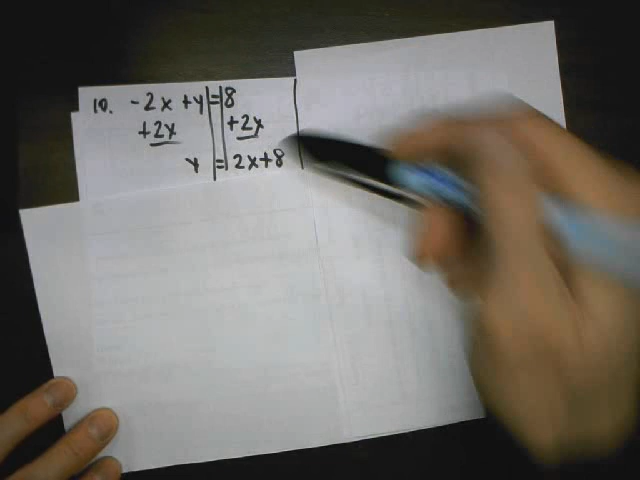 10. -2x +y = 8
+2x +2x
y = 2x+8